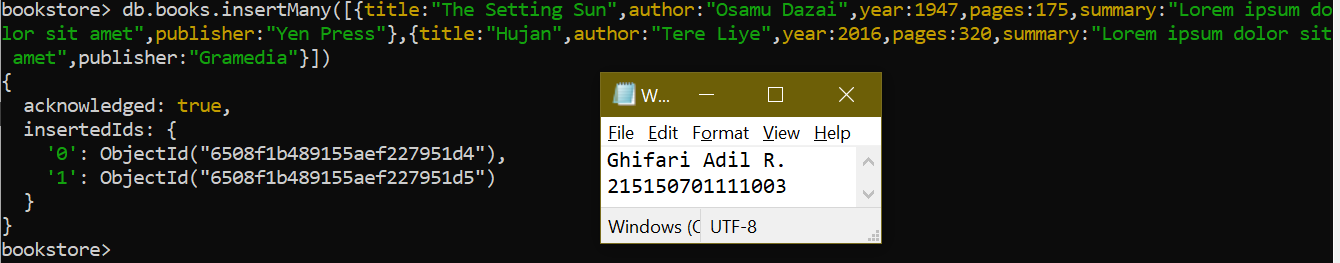 bookstore> db.books.insertMany([{title:"The Setting Sun",author:"Osamu Dazai",year:1947,pages:175,summary:"Lorem ipsum do
lor sit amet",publisher:"Yen Press"},{title:"Hujan",author:"Tere Liye",year:2016,pages:320,summary:"Lorem ipsum dolor sit
 amet",publisher:"Gramedia"}])
{
  acknowledged: true,
  insertedIds: {
    '0': ObjectId("6508f1b489155aef227951d4"),
    '1': ObjectId("6508f1b489155aef227951d5")
  }
}
bookstore>
W...
File Edit Format View Help
Ghifari Adil R.
215150701111003
Windows (C UTF-8